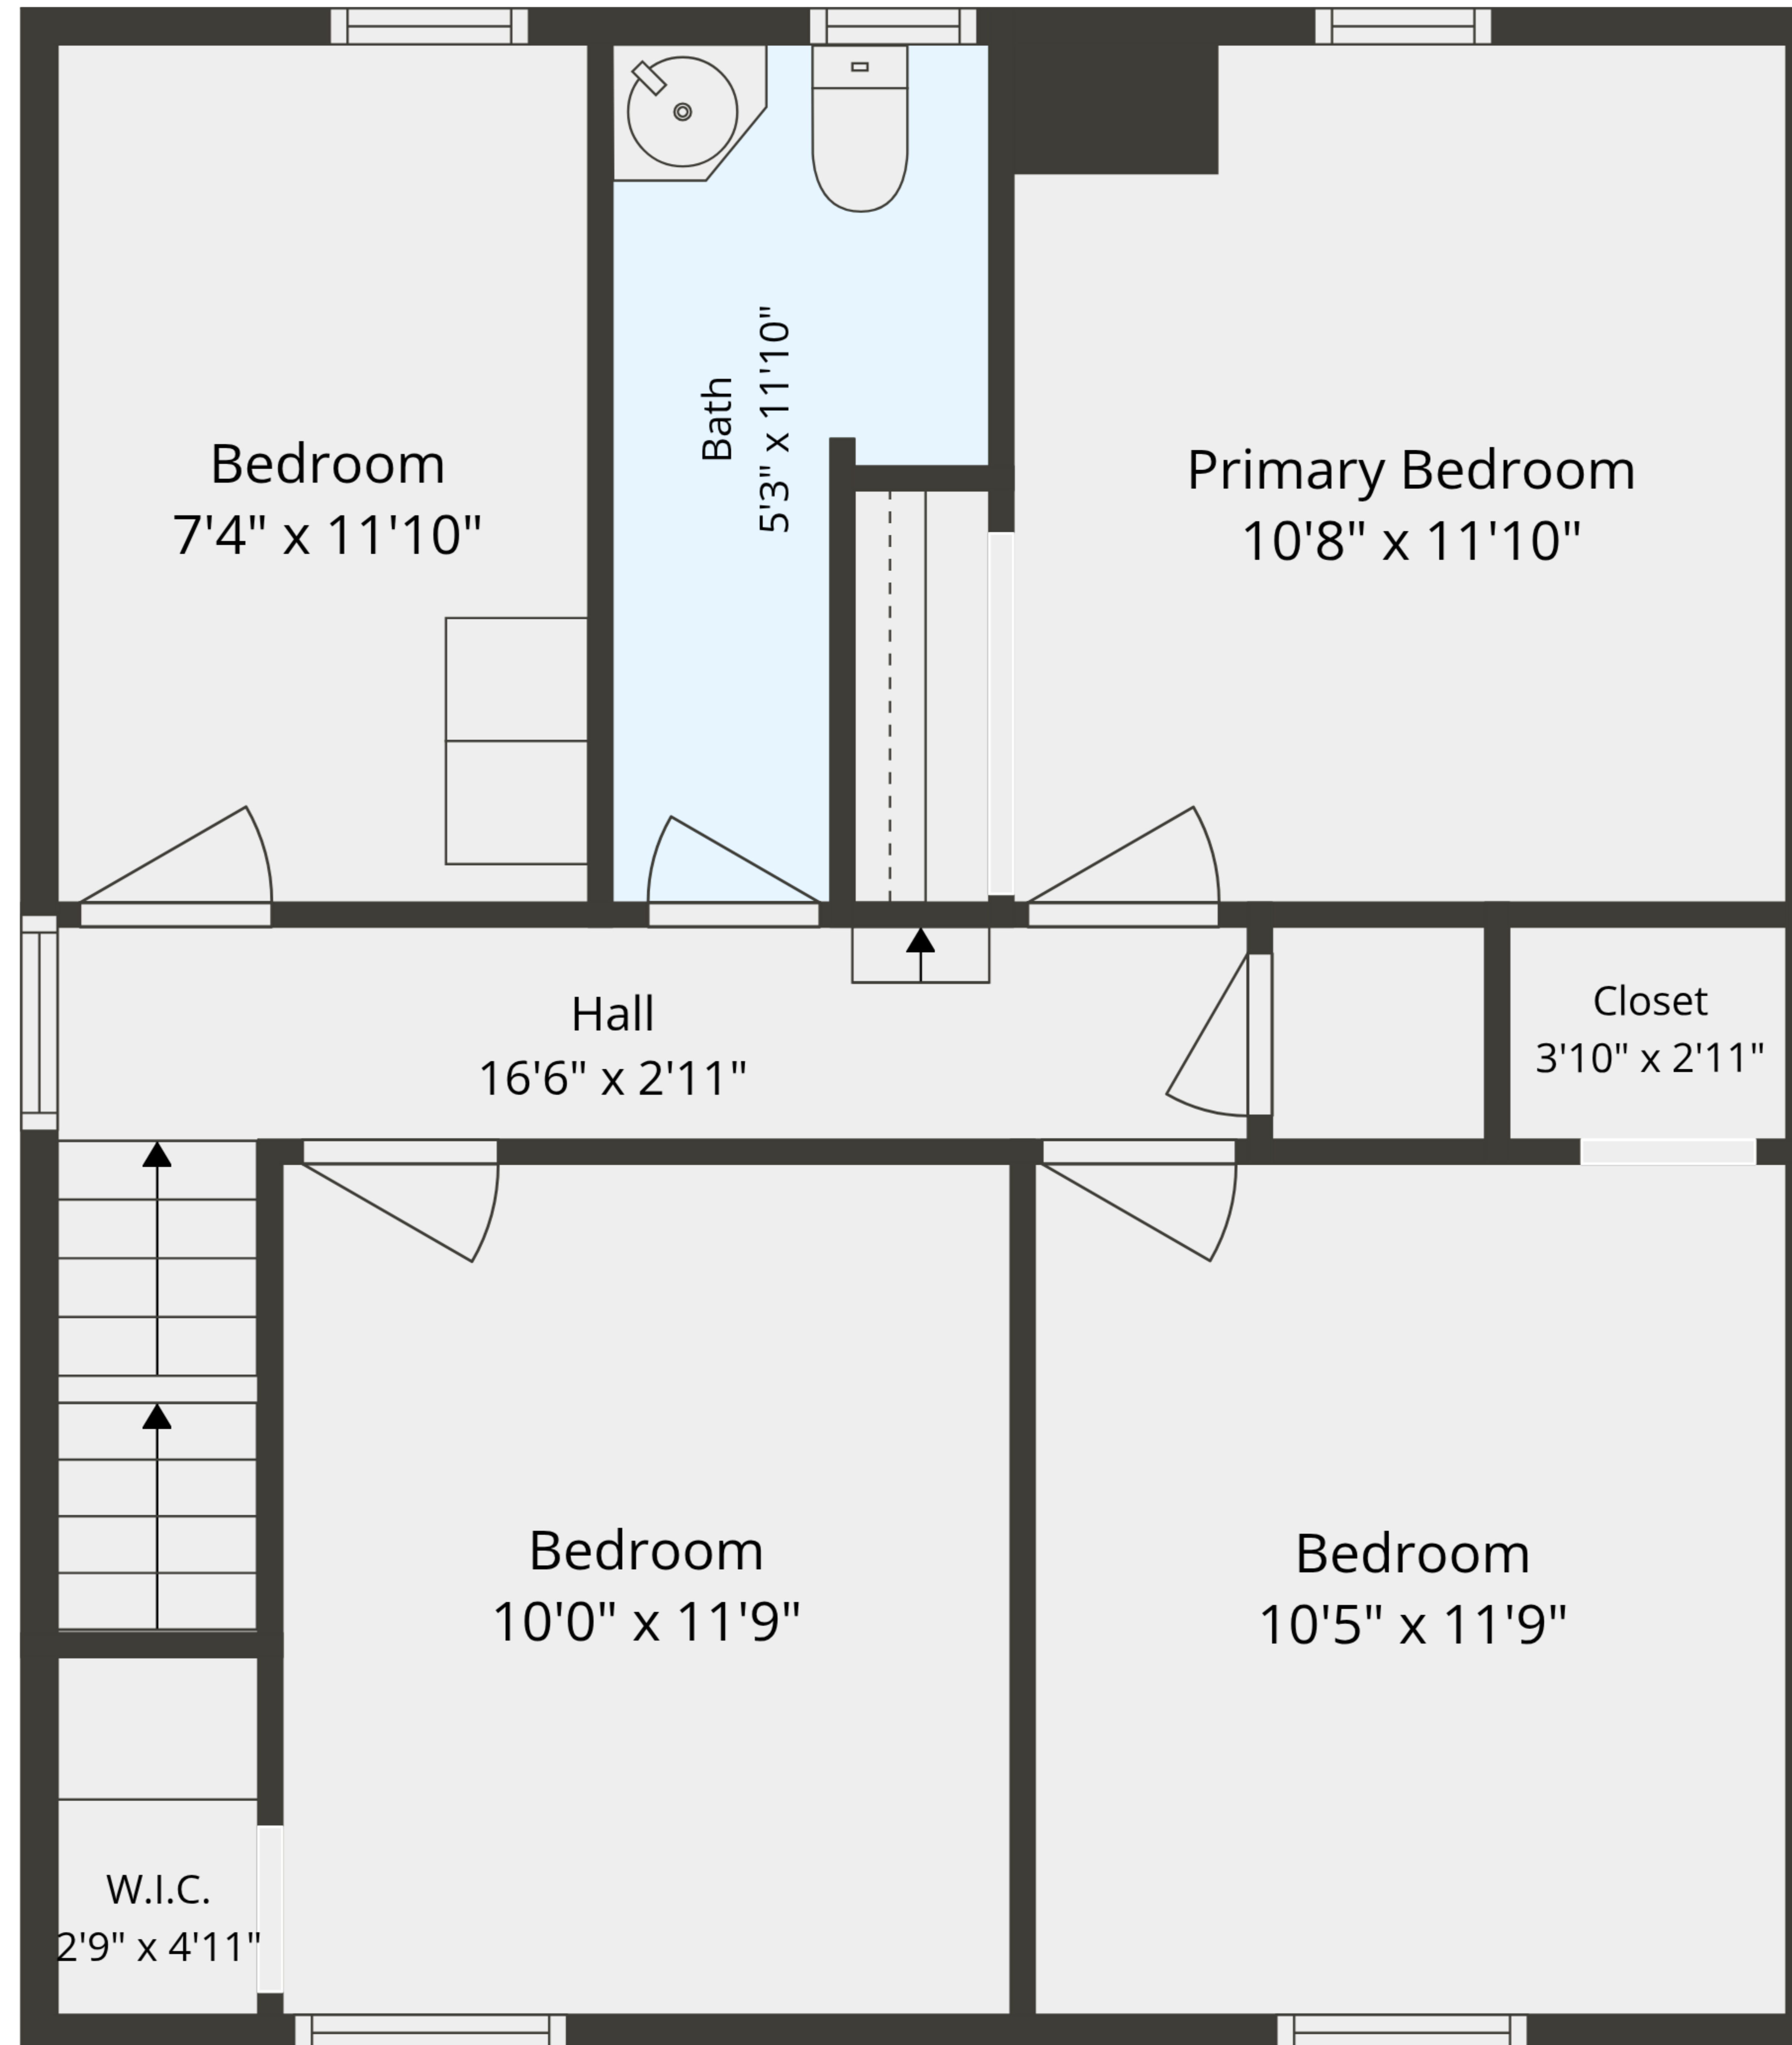 Bedroom
7'4" x 11'10"
Bath
5'3" x 11'10"
Primary Bedroom
10'8" x 11'10"
Hall
16'6" x 2'11"
Closet
3'10" x 2'11"
Bedroom
10'0" x 11'9"
Bedroom
10'5" x 11'9"
W.I.C.
2'9" x 4'11"